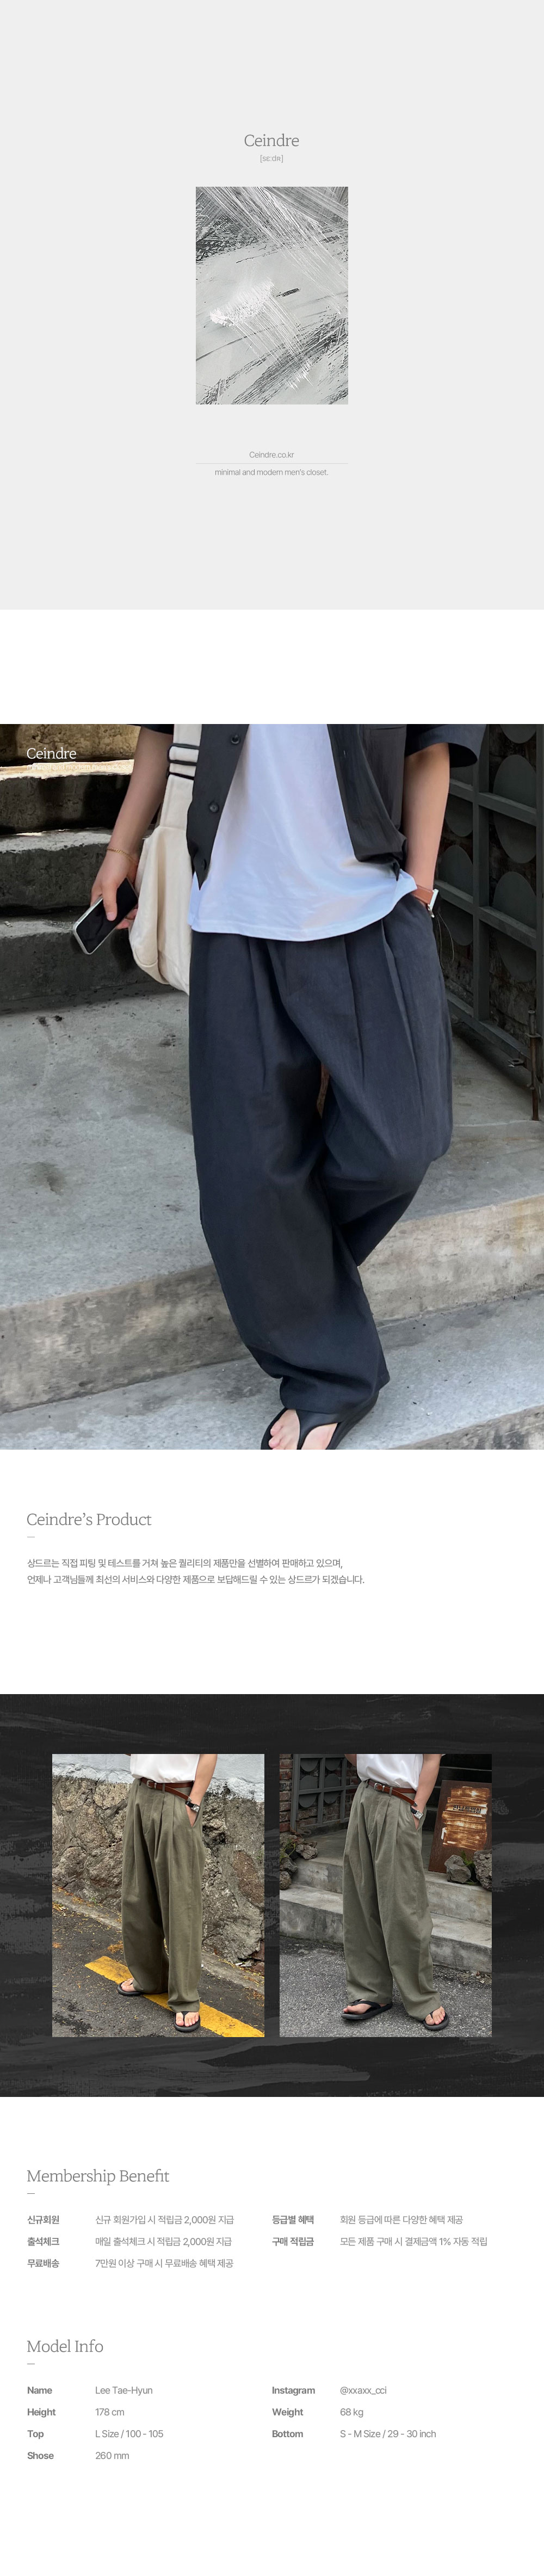 Ceindre
[sɛ̃:dʀ]
Ceindre.co.kr
minimal and modern men's closet.
Ceindre
Ceindre's Product
상드르는 직접 피팅 및 테스트를 거쳐 높은 퀄리티의 제품만을 선별하여 판매하고 있으며,
언제나 고객님들께 최선의 서비스와 다양한 제품으로 보답해드릴 수 있는 상드르가 되겠습니다.
Membership Benefit
신규회원 신규 회원가입 시 적립금 2,000원 지급 등급별 혜택 회원 등급에 따른 다양한 혜택 제공
출석체크 매일 출석체크 시 적립금 2,000원 지급 구매 적립금 모든 제품 구매 시 결제금액 1% 자동 적립
무료배송 7만원 이상 구매 시 무료배송 혜택 제공
Model Info
Name Lee Tae-Hyun Instagram @xxaxx_cci
Height 178 cm Weight 68 kg
Top L Size / 100 - 105 Bottom S - M Size / 29 - 30 inch
Shose 260 mm